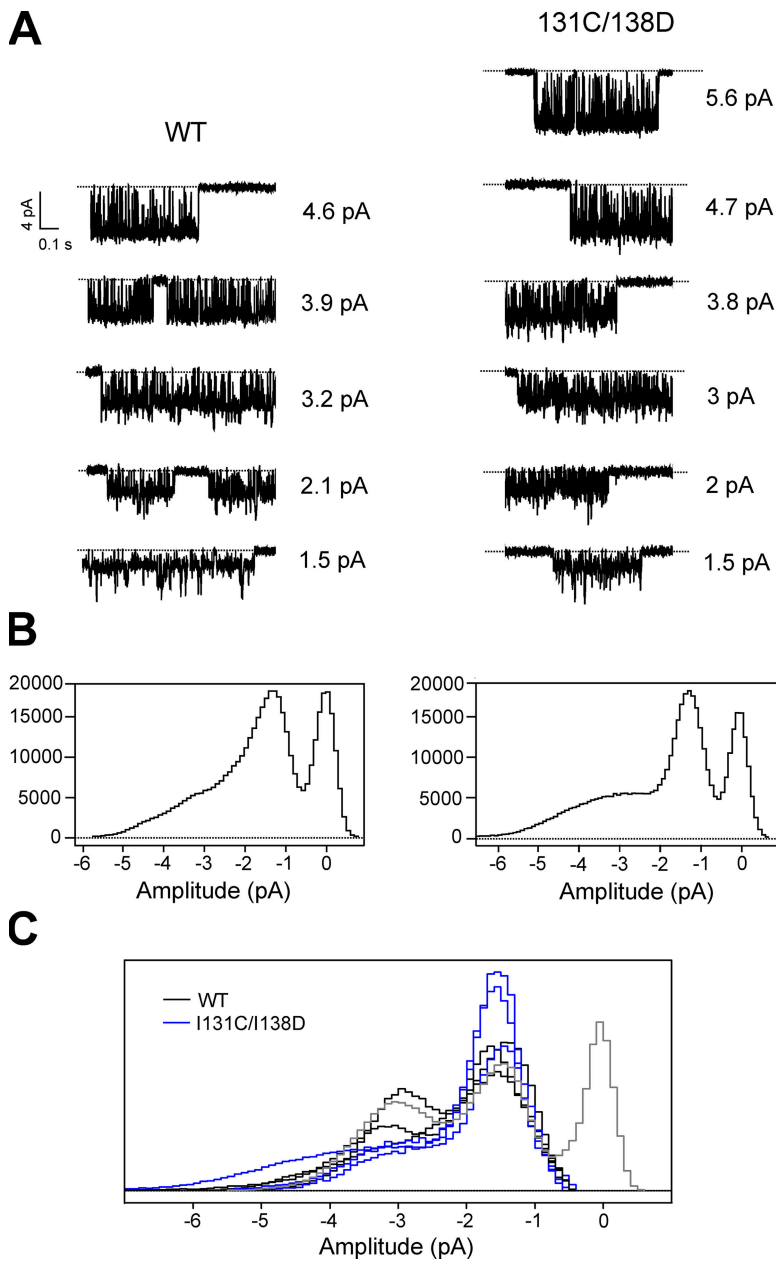 A
131C/138D
WT
5.6 pA
4 pA
0.1 s
4.6 pA
4.7 pA
3.9 pA
3.8 pA
3.2 pA
3 pA
2.1 pA
2 pA
1.5 pA
1.5 pA
B
20000
15000
10000
5000
0
-6 -5 -4 -3 -2 -1 0
Amplitude (pA)
20000
15000
10000
5000
0
-6 -5 -4 -3 -2 -1 0
Amplitude (pA)
C
WT
I131C/I138D
-6 -5 -4 -3 -2 -1 0
Amplitude (pA)